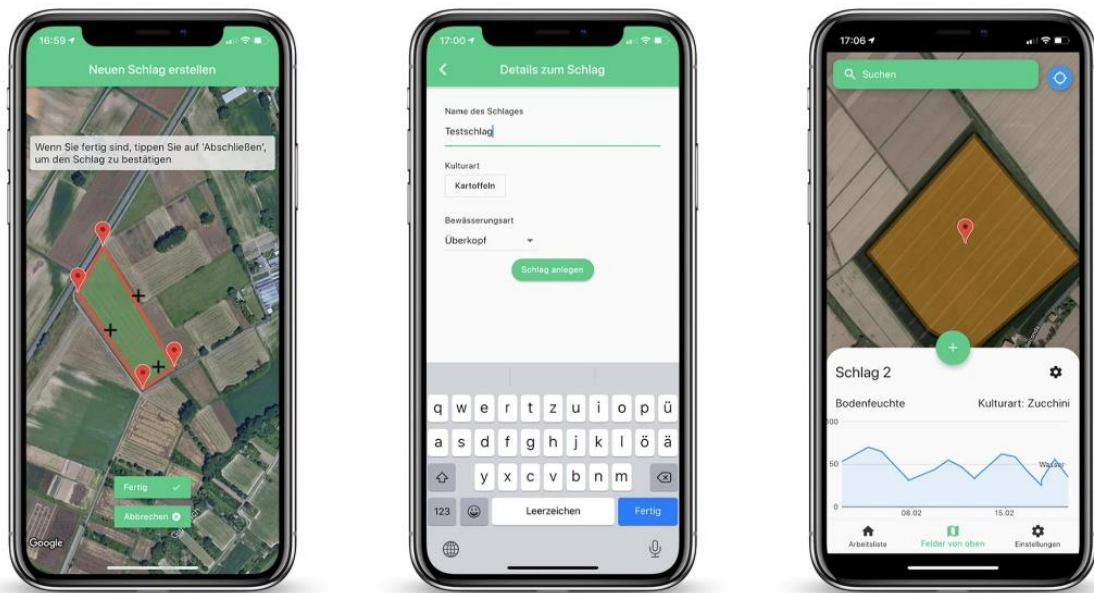 16:59
Neuen Schlag erstellen
Wenn Sie fertig sind, tippen Sie auf 'Abschließen',
um den Schlag zu bestätigen
Fertig
Abbrechen
Google
17:00
Details zum Schlag
Name des Schlages
Testschlag
Kulturart
Kartoffeln
Bewässerungsart
Überkopf
Schlag anlegen
q w e r t z u i o p ü
a s d f g h j k l ö ä
y x c v b n m
123 Leerzeichen Fertig
17:06
Suchen
Schlag 2
Bodenfeuchte Kulturart: Zucchini
100
50 Wasser
0
08.02 15.02
Arbeitsliste Felder von oben Einstellungen